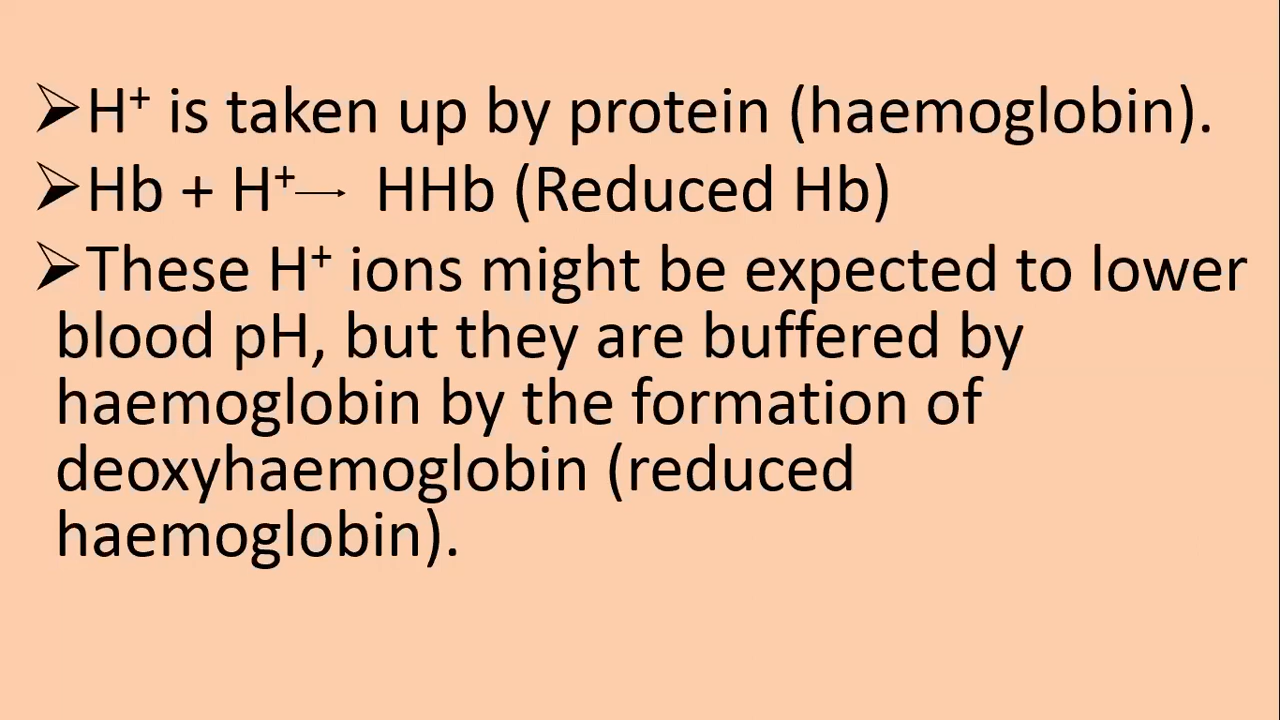 ➢H⁺ is taken up by protein (haemoglobin).
➢Hb + H⁺→ HHb (Reduced Hb)
➢These H⁺ ions might be expected to lower
blood pH, but they are buffered by
haemoglobin by the formation of
deoxyhaemoglobin (reduced
haemoglobin).